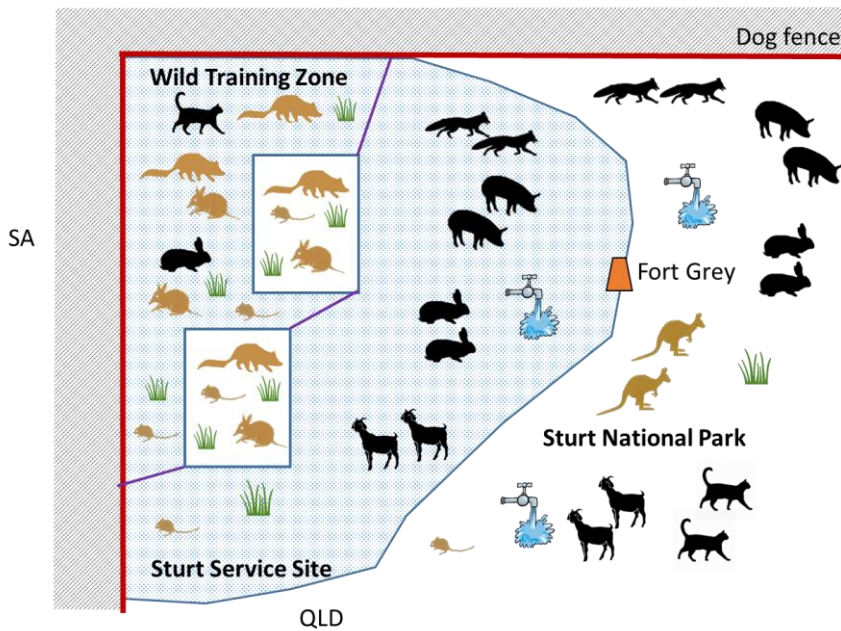 Dog fence
Wild Training Zone
SA
Fort Grey
Sturt National Park
Sturt Service Site
QLD